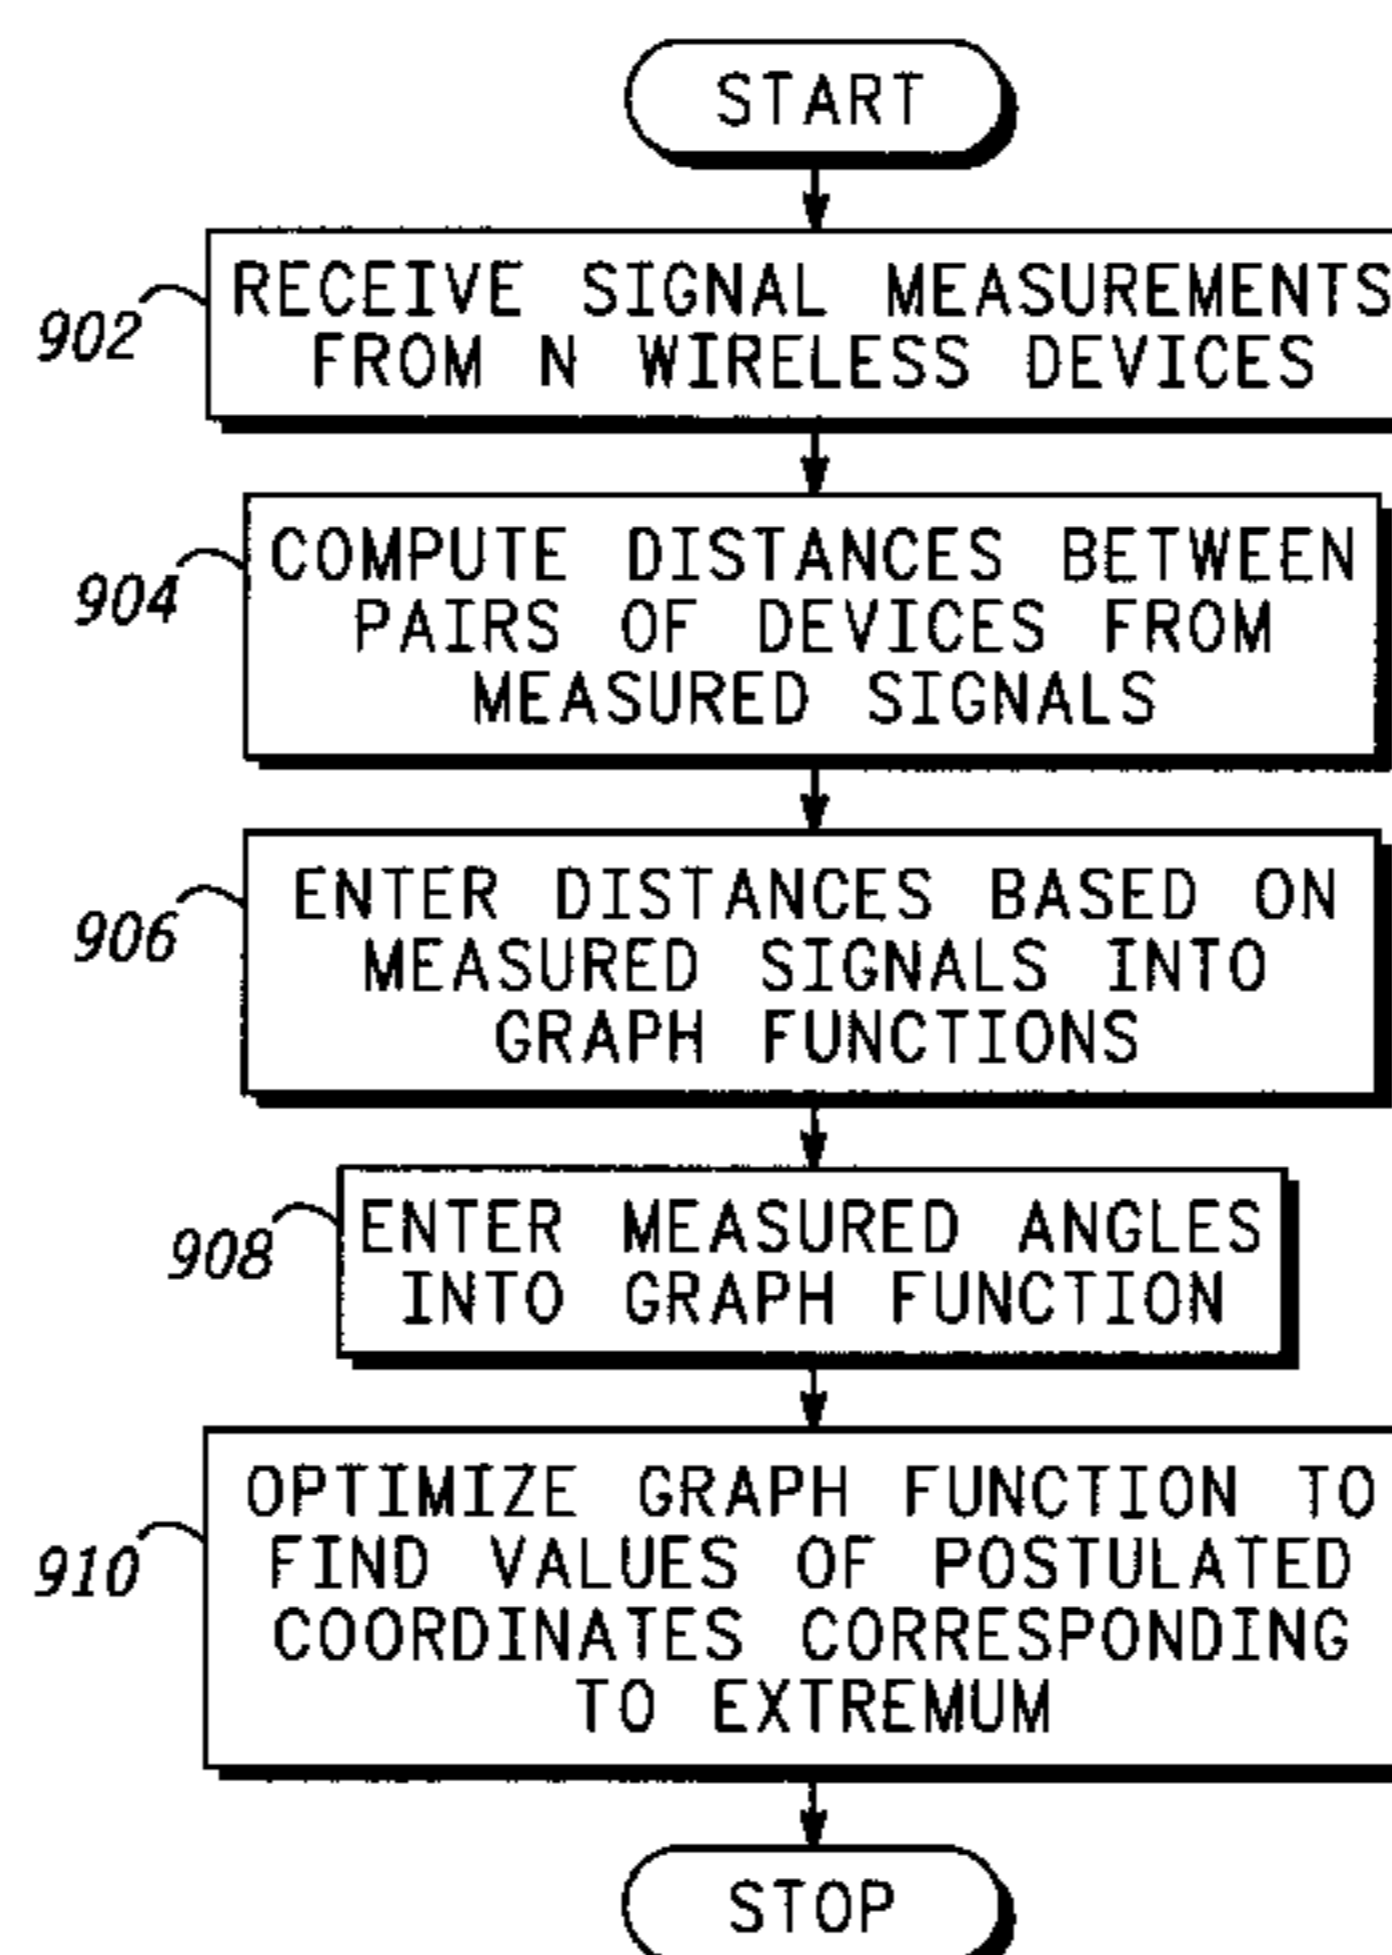 START
902
RECEIVE SIGNAL MEASUREMENTS
FROM N WIRELESS DEVICES
904
COMPUTE DISTANCES BETWEEN
PAIRS OF DEVICES FROM
MEASURED SIGNALS
906
ENTER DISTANCES BASED ON
MEASURED SIGNALS INTO
GRAPH FUNCTIONS
908
ENTER MEASURED ANGLES
INTO GRAPH FUNCTION
910
OPTIMIZE GRAPH FUNCTION TO
FIND VALUES OF POSTULATED
COORDINATES CORRESPONDING
TO EXTREMUM
STOP